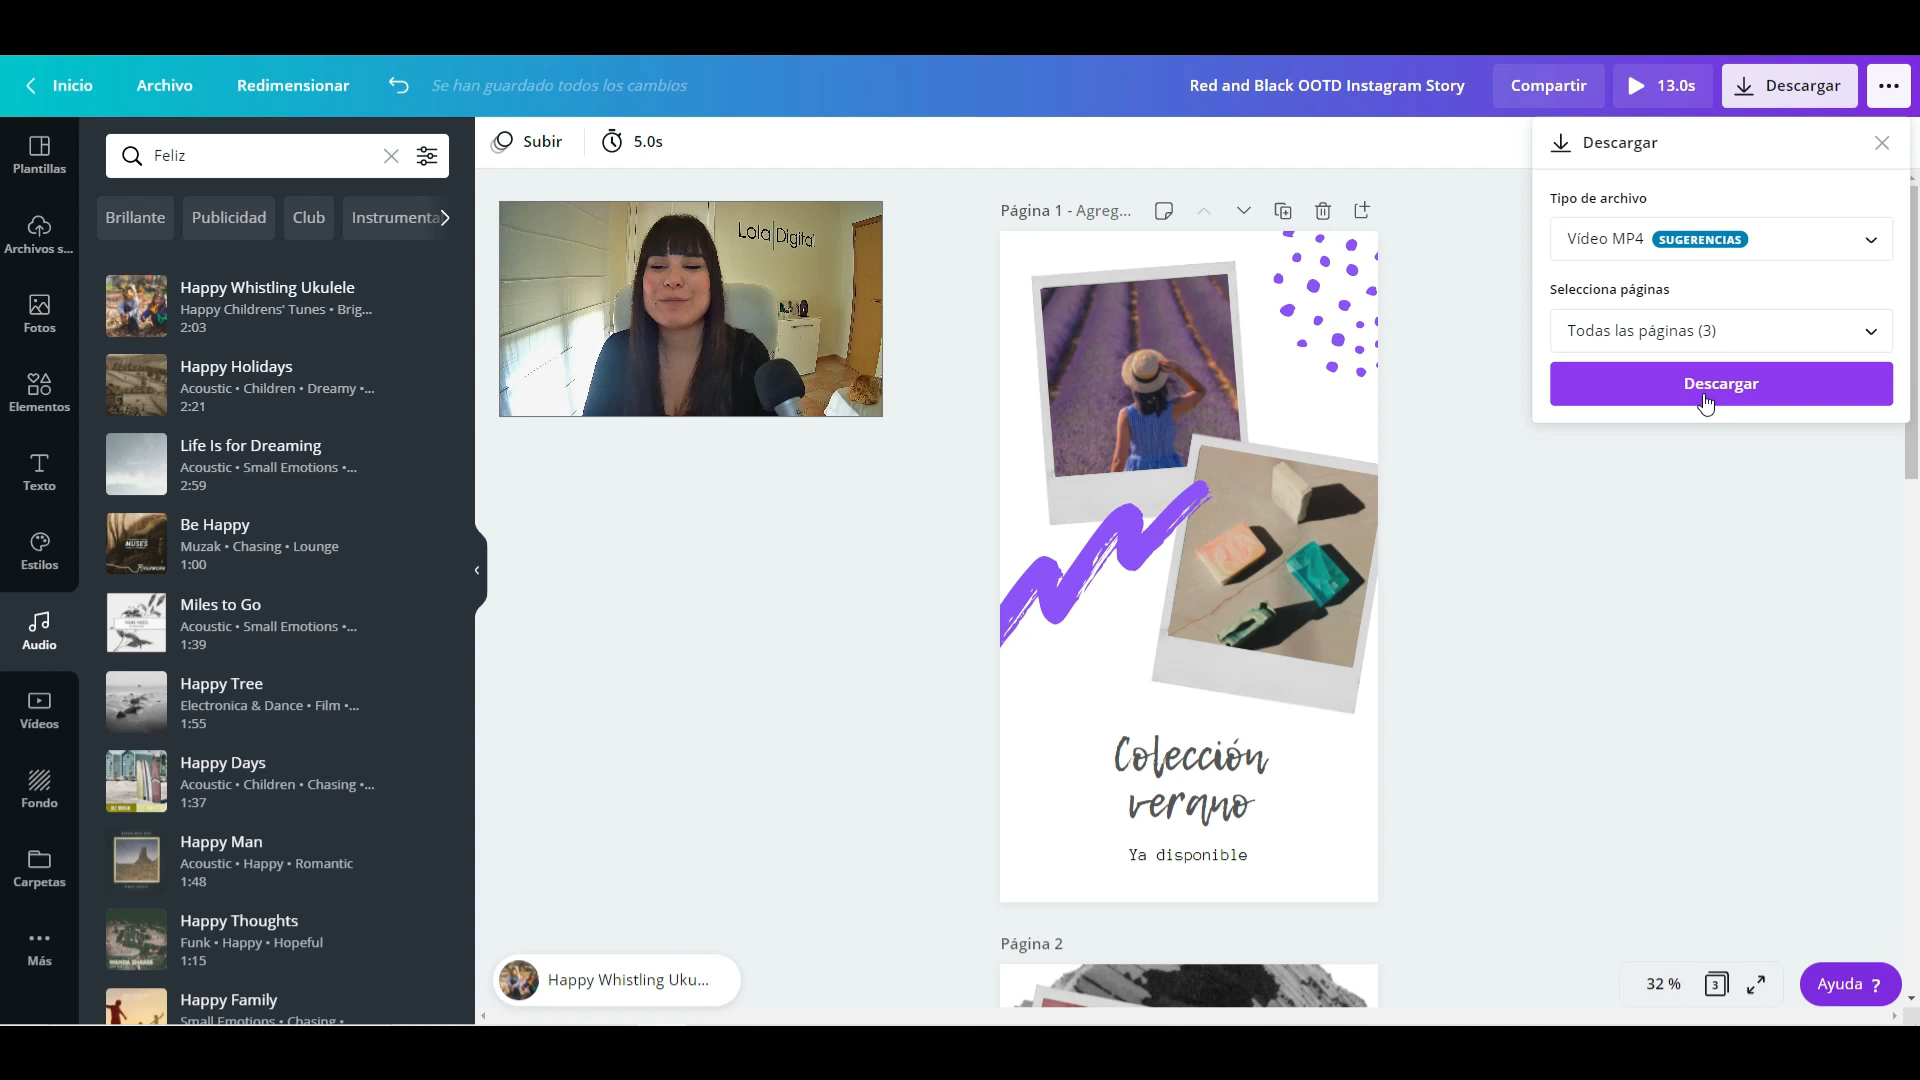 Inicio
Archivo
Redimensionar
Se han guardado todos los cambios
Red and Black OOTD Instagram Story
Compartir
13.0s
Descargar
Plantillas
Archivos s...
Fotos
Elementos
Texto
Estilos
Audio
Vídeos
Fondo
Carpetas
Más
Feliz
Brillante
Publicidad
Club
Instrumenta
Happy Whistling Ukulele
Happy Childrens' Tunes • Brig...
2:03
Happy Holidays
Acoustic • Children • Dreamy •...
2:21
Life Is for Dreaming
Acoustic • Small Emotions •...
2:59
Be Happy
Muzak • Chasing • Lounge
1:00
Miles to Go
Acoustic • Small Emotions •...
1:39
Happy Tree
Electronica & Dance • Film •...
1:55
Happy Days
Acoustic • Children • Chasing •...
1:37
Happy Man
Acoustic • Happy • Romantic
1:48
Happy Thoughts
Funk • Happy • Hopeful
1:15
Happy Family
Small Emotions • Chasing •
Subir
5.0s
Lola Digital
Página 1 - Agreg...
Colección
verano
Ya disponible
Página 2
Happy Whistling Uku...
Descargar
Tipo de archivo
Vídeo MP4 SUGERENCIAS
Selecciona páginas
Todas las páginas (3)
Descargar
32 %
3
Ayuda ?